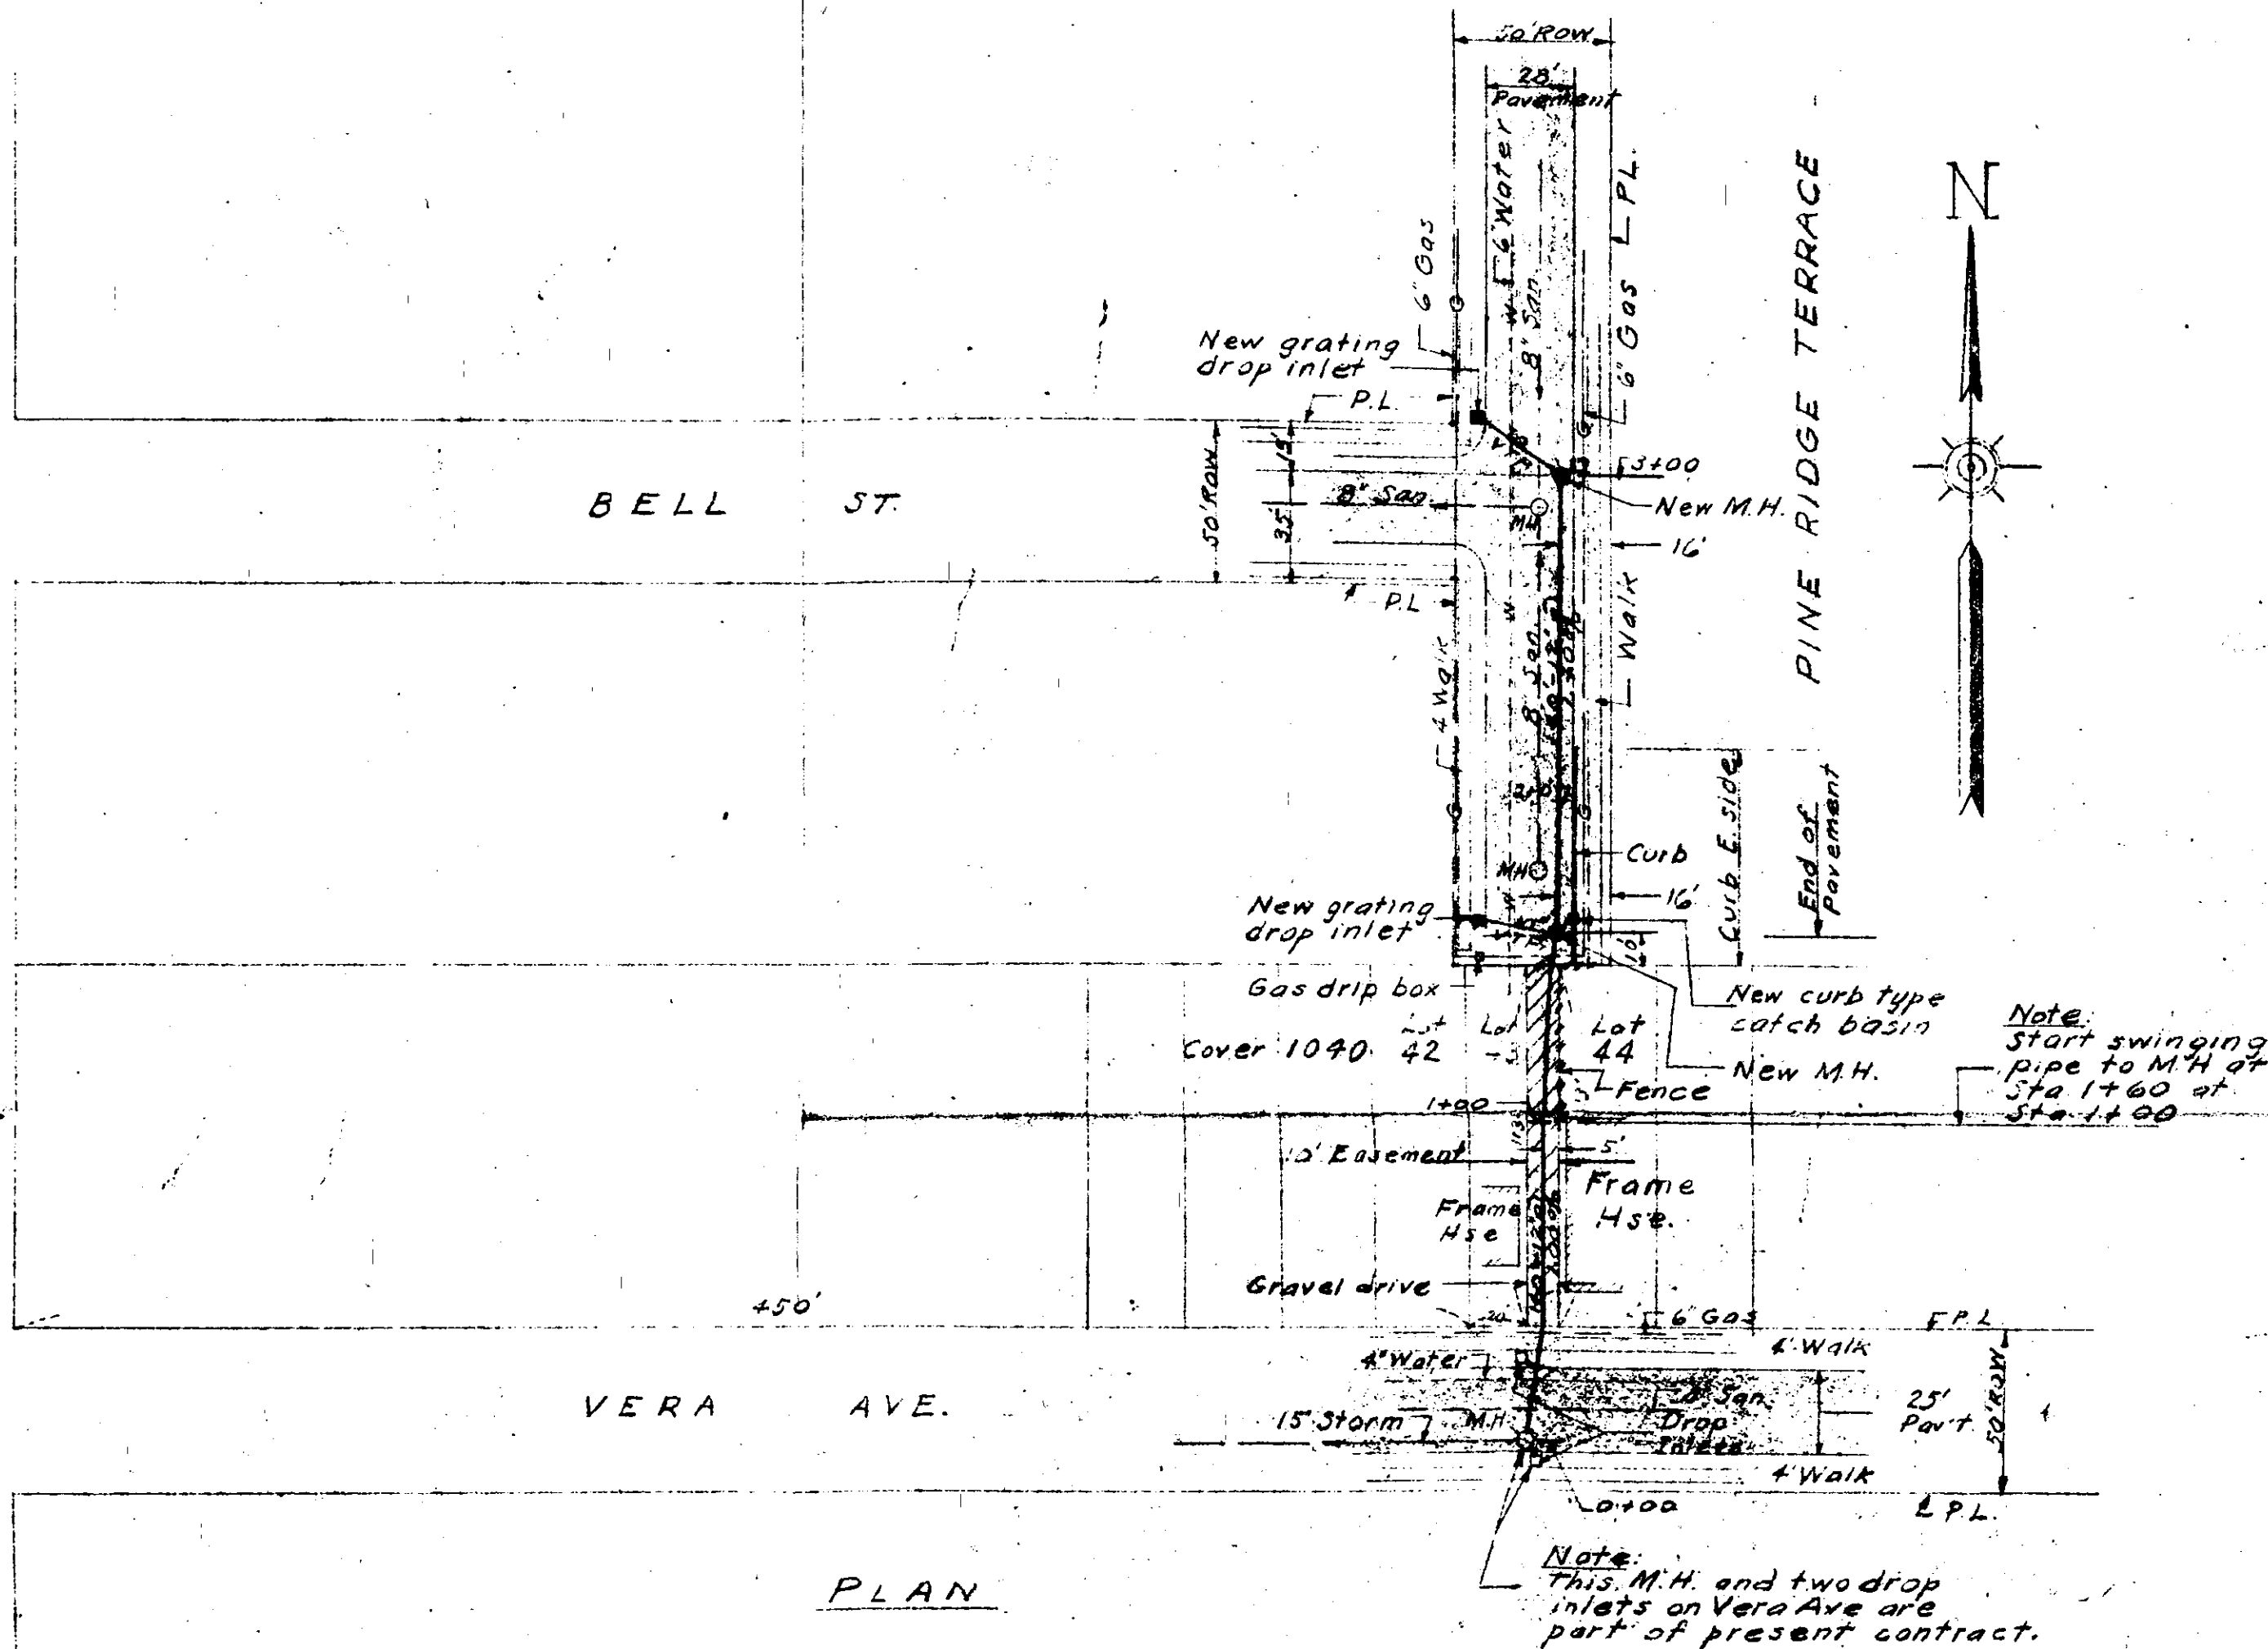 50' ROW
28'
Pavement
6" Water
W
P.L.
PINE RIDGE TERRACE
N
6" Gas
G
8" San
6" Gas
New grating
drop inlet
P.L.
G
3+00
50' ROW
15'
BELL ST.
8" San.
MH
New M.H.
35'
16'
P.L
W
Walk
4' Walk
8" San
G
G
Curb E. side
End of
Pavement
Curb
MH
16'
New grating
drop inlet
W
10'
Gas drip box
New curb type
catch basin
Lot
Lot
Lot
Cover 1040
42
44
New M.H.
Note:
Start swinging
pipe to M.H at
Sta 1+60 at
Sta 1+00
Fence
1+00
10' Easement
5'
Frame
Hse.
Frame
Hse
Gravel drive
450'
20'
6" Gas
P.L
4' Walk
4" Water
VERA AVE.
8" San.
25'
Pav't
50' ROW
15" Storm
M.H.
Drop
Inlets
4' Walk
0+00
P.L.
PLAN
Note:
This M.H. and two drop
inlets on Vera Ave are
part of present contract.